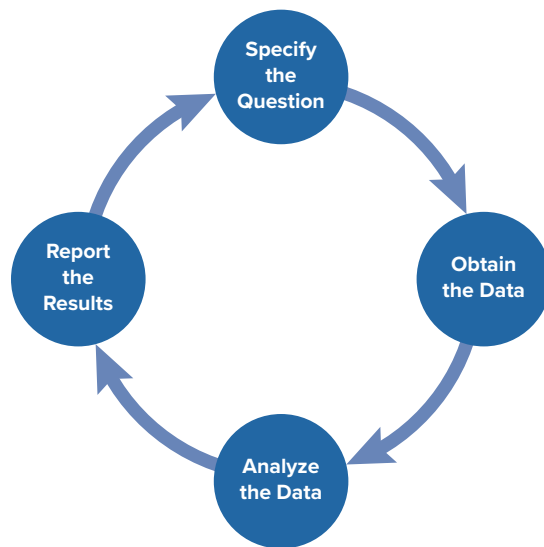 Specify
the
Question
Obtain
the Data
Analyze
the Data
Report
the
Results